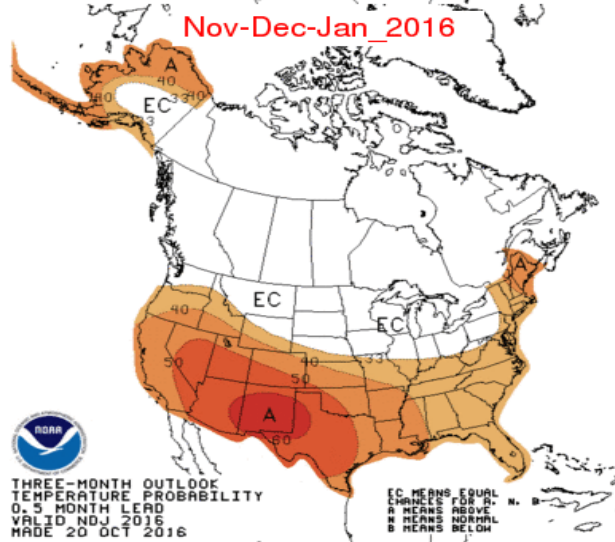 Nov-Dec-Jan_2016
A
40
40
EC
33
40
33
A
EC
EC
40
40
33
50
50
A
60
NOAA
THREE-MONTH OUTLOOK
TEMPERATURE PROBABILITY
0.5 MONTH LEAD
VALID NDJ 2016
MADE 20 OCT 2016
EC MEANS EQUAL
CHANCES FOR A, N, B
A MEANS ABOVE
N MEANS NORMAL
B MEANS BELOW